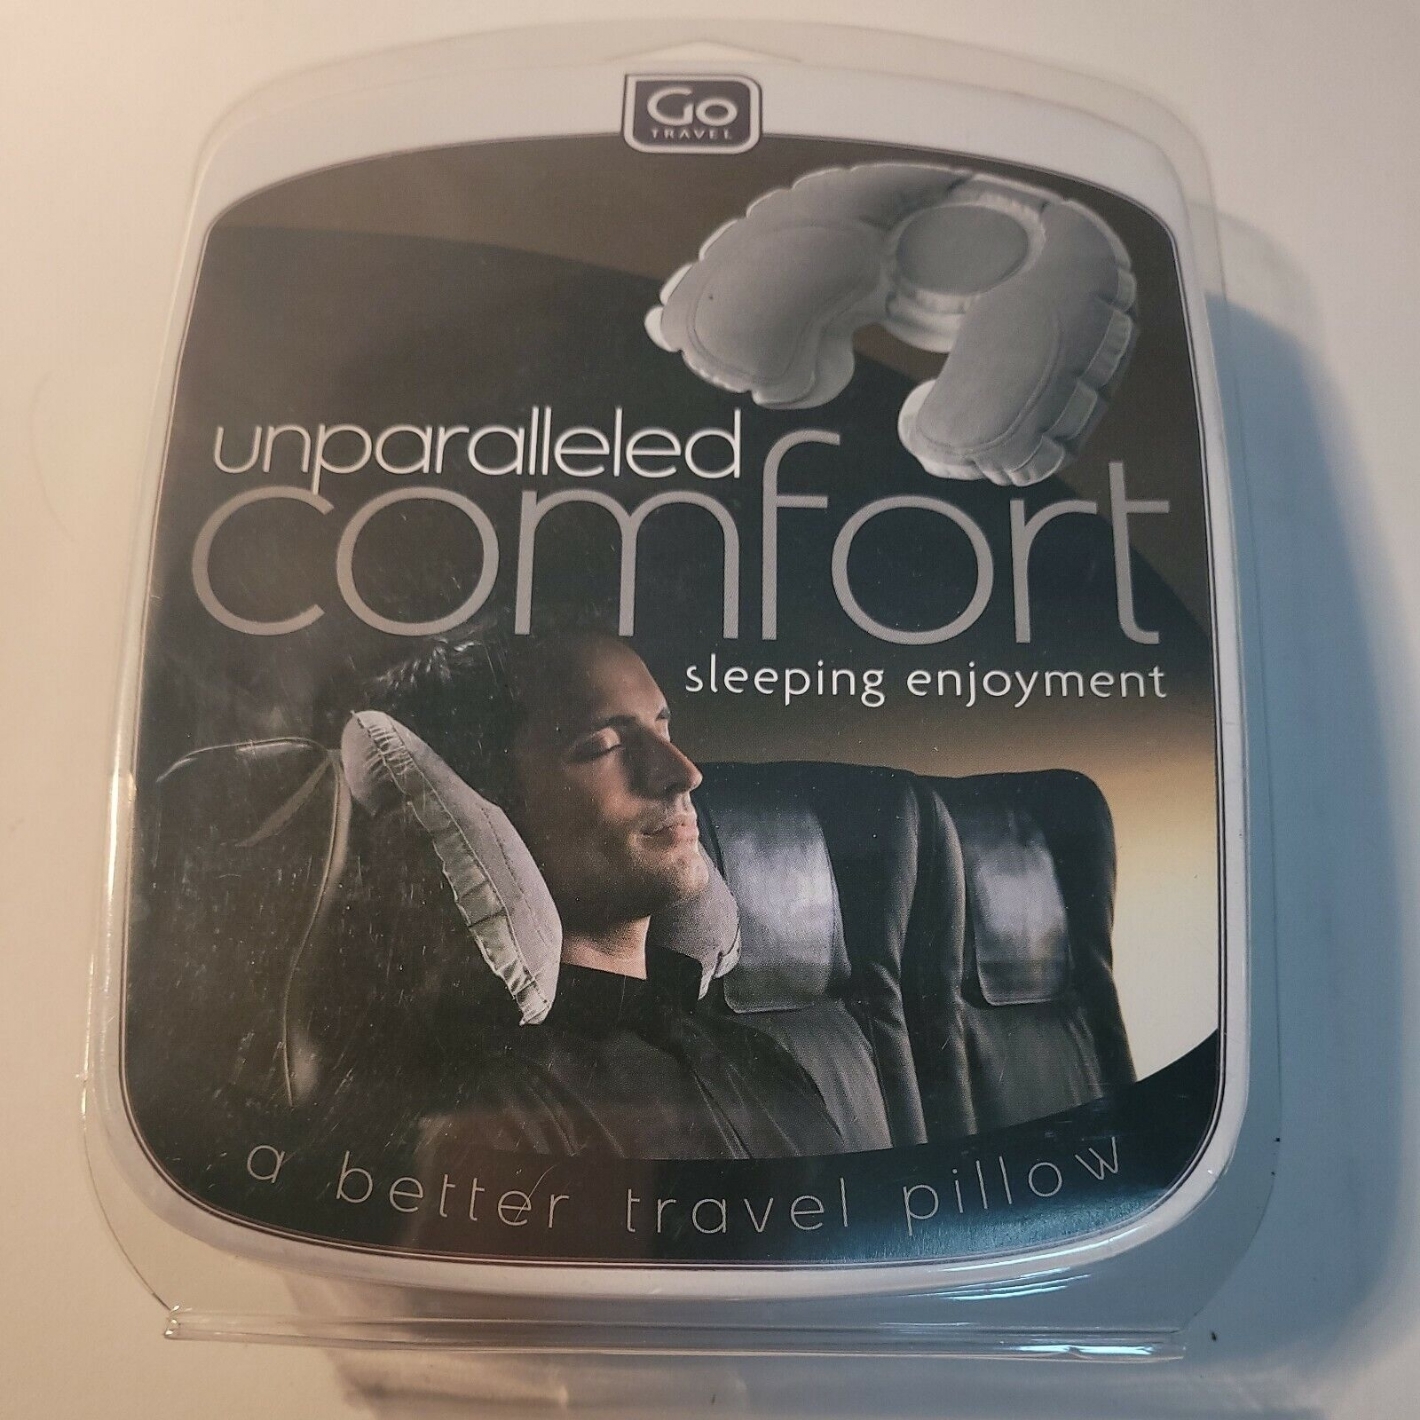 Go
TRAVEL
unparalleled
comfort
sleeping enjoyment
a better travel pillow